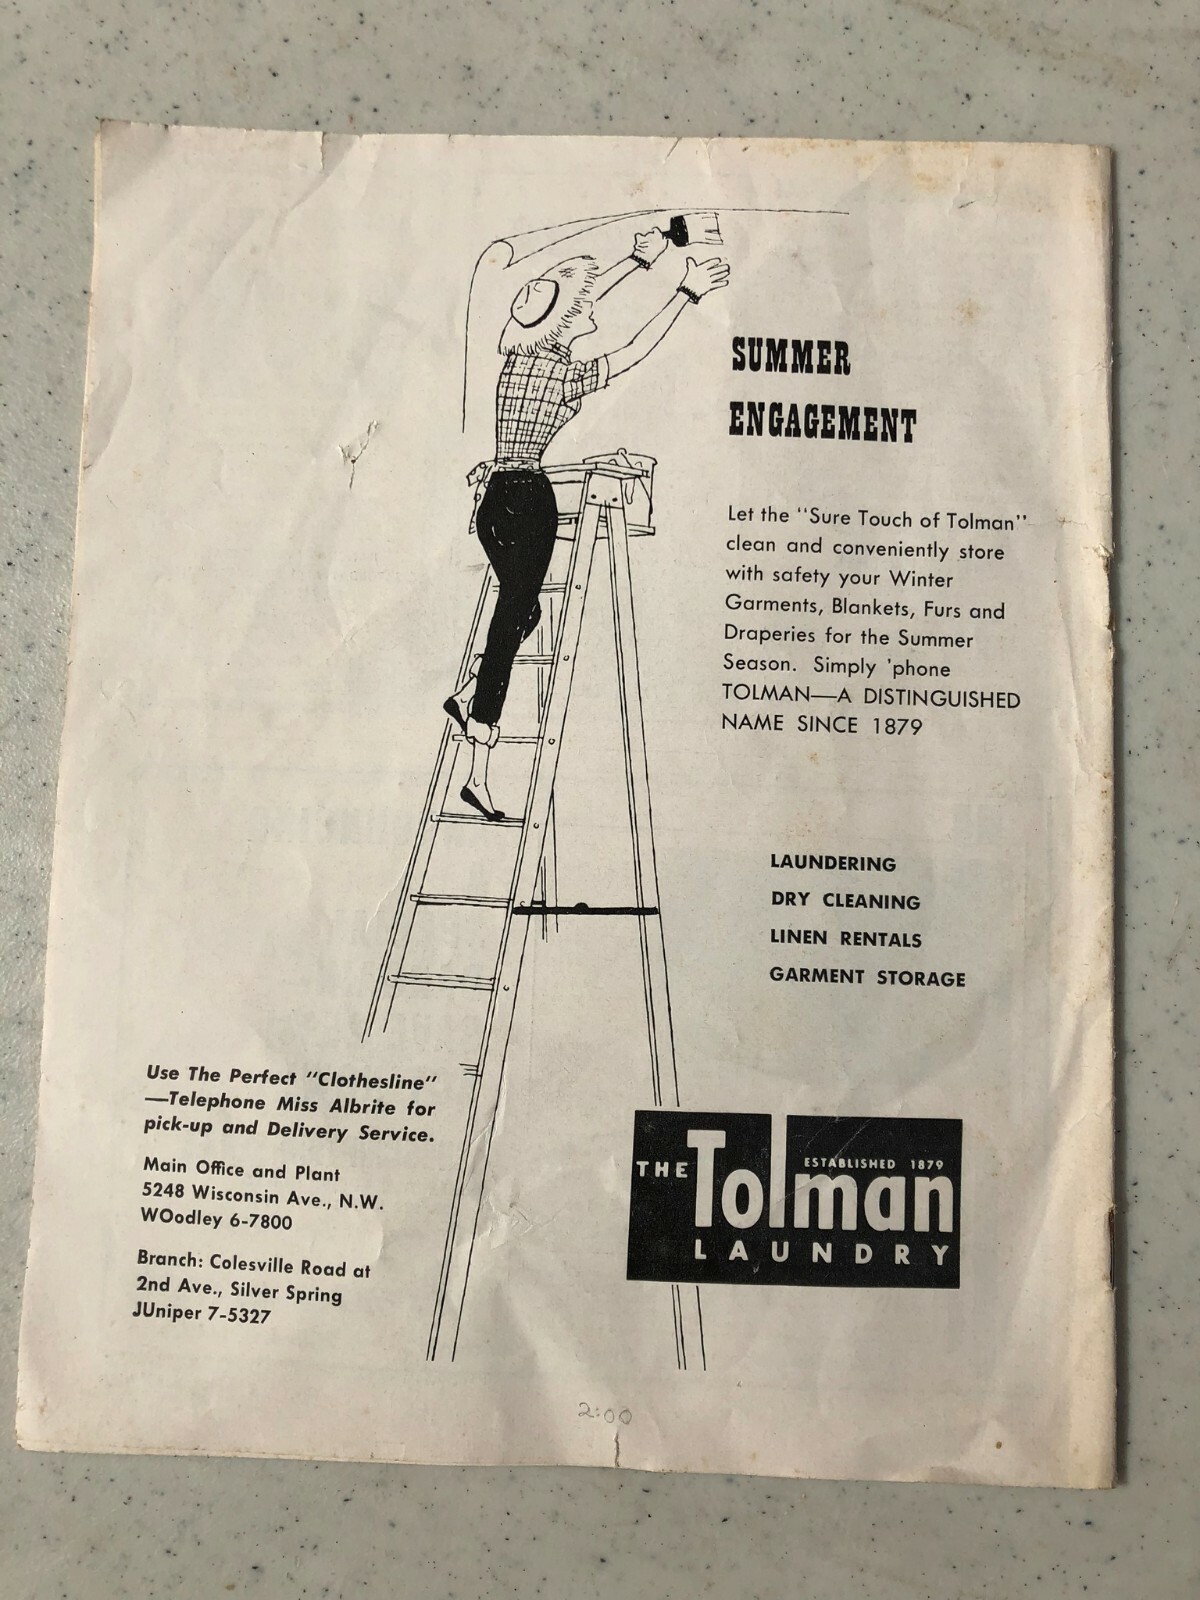 SUMMER
ENGAGEMENT
Let the "Sure Touch of Tolman"
clean and conveniently store
with safety your Winter
Garments, Blankets, Furs and
Draperies for the Summer
Season. Simply 'phone
TOLMAN—A DISTINGUISHED
NAME SINCE 1879
LAUNDERING
DRY CLEANING
LINEN RENTALS
GARMENT STORAGE
Use The Perfect "Clothesline"
—Telephone Miss Albrite for
pick-up and Delivery Service.
Main Office and Plant
5248 Wisconsin Ave., N.W.
WOodley 6-7800
Branch: Colesville Road at
2nd Ave., Silver Spring
JUniper 7-5327
ESTABLISHED 1879
THE Tolman
LAUNDRY
2:00